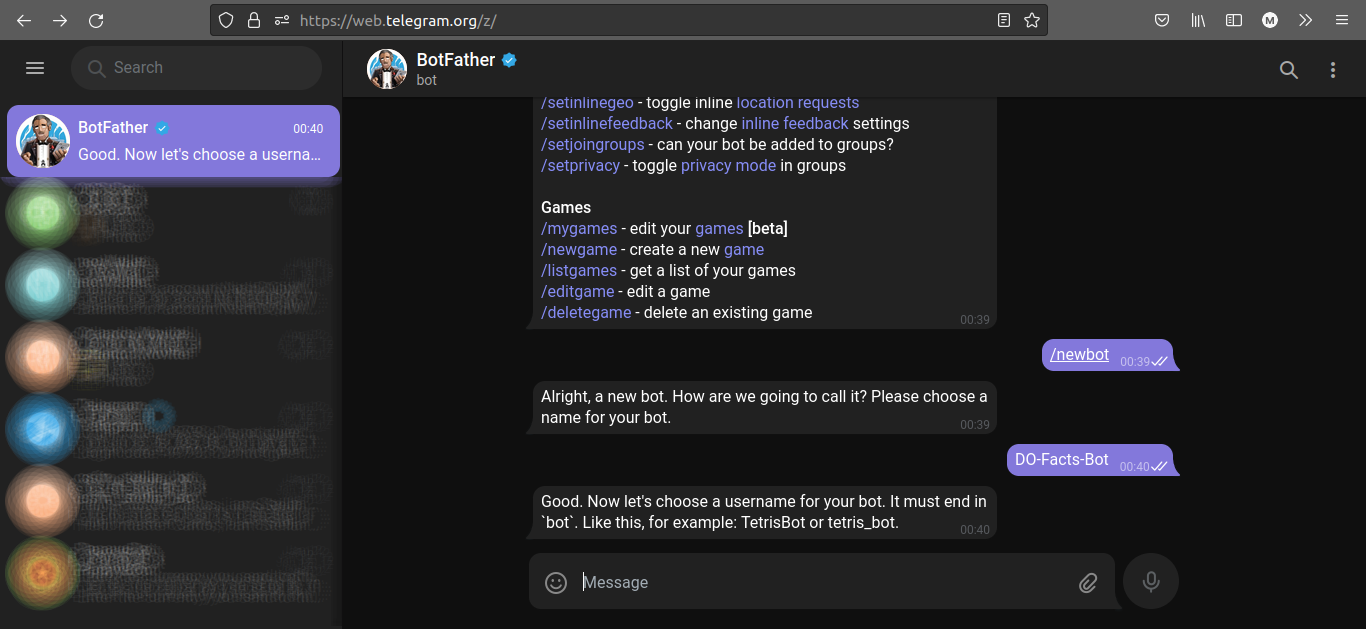 https://web.telegram.org/z/
M
Search
BotFather
bot
BotFather 00:40
Good. Now let's choose a userna...
/setinlinegeo - toggle inline location requests
/setinlinefeedback - change inline feedback settings
/setjoingroups - can your bot be added to groups?
/setprivacy - toggle privacy mode in groups
Games
/mygames - edit your games [beta]
/newgame - create a new game
/listgames - get a list of your games
/editgame - edit a game
/deletegame - delete an existing game
00:39
/newbot 00:39
Alright, a new bot. How are we going to call it? Please choose a
name for your bot.
00:39
DO-Facts-Bot 00:40
Good. Now let's choose a username for your bot. It must end in
`bot`. Like this, for example: TetrisBot or tetris_bot.
00:40
Message